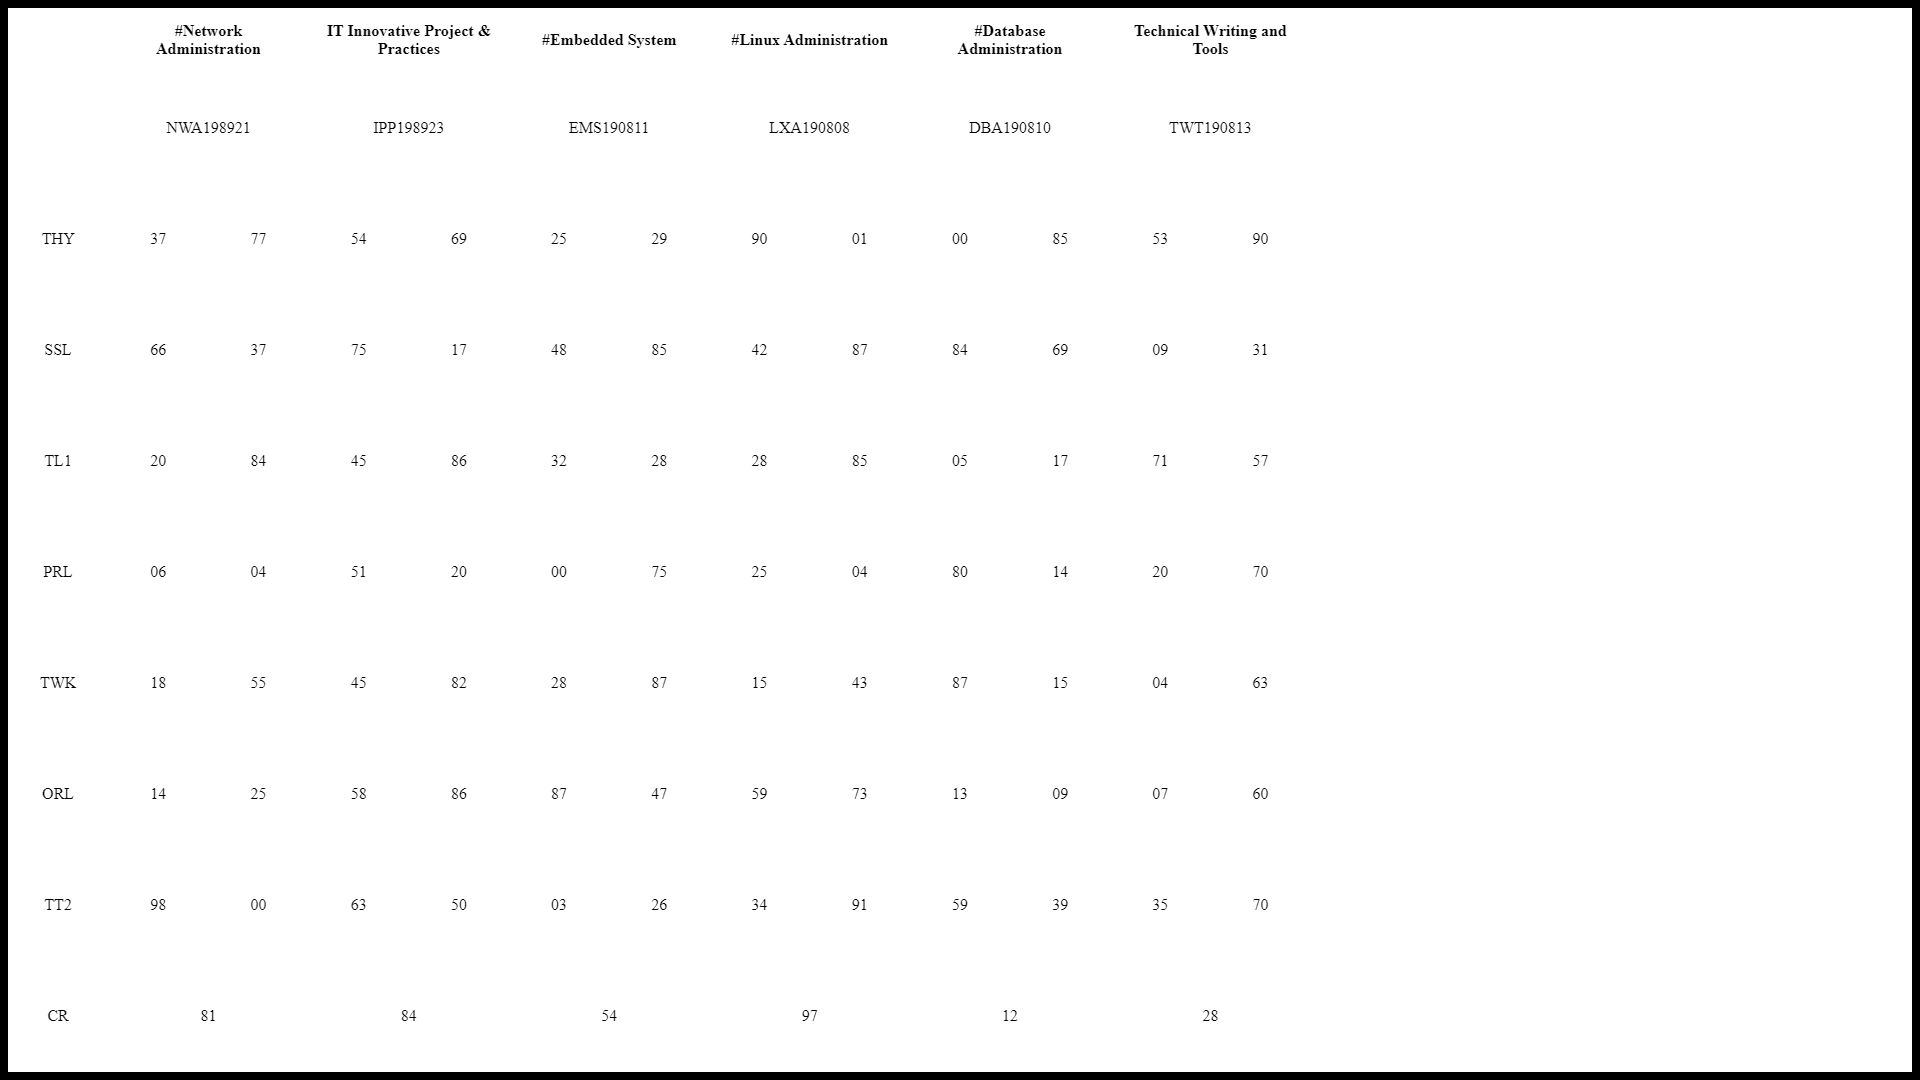 #Network Administration IT Innovative Project & Practices #Embedded System #Linux Administration #Database Administration Technical Writing and Tools
NWA198921 IPP198923 EMS190811 LXA190808 DBA190810 TWT190813
THY 37 77 54 69 25 29 90 01 00 85 53 90
SSL 66 37 75 17 48 85 42 87 84 69 09 31
TL1 20 84 45 86 32 28 28 85 05 17 71 57
PRL 06 04 51 20 00 75 25 04 80 14 20 70
TWK 18 55 45 82 28 87 15 43 87 15 04 63
ORL 14 25 58 86 87 47 59 73 13 09 07 60
TT2 98 00 63 50 03 26 34 91 59 39 35 70
CR 81 84 54 97 12 28